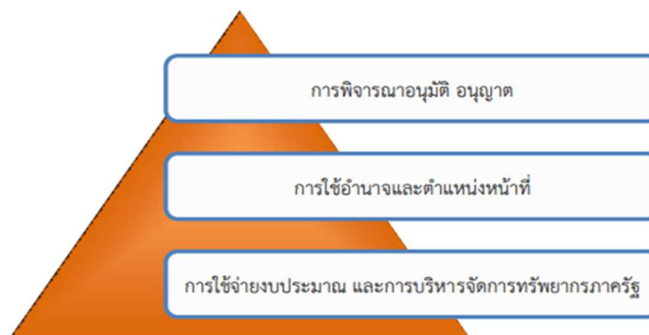 การพิจารณาอนุมัติ อนุญาต
การใช้อำนาจและตำแหน่งหน้าที่
การใช้จ่ายงบประมาณ และการบริหารจัดการทรัพยากรภาครัฐ